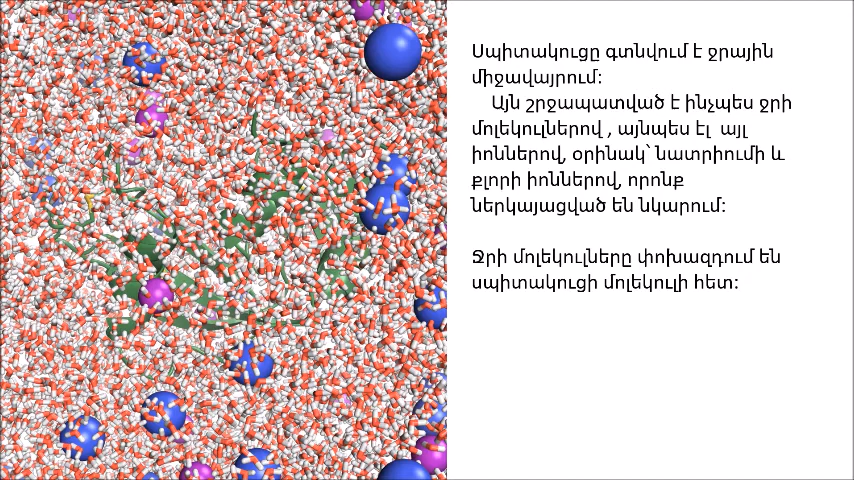 Սպիտակուցը գտնվում է ջրային
միջավայրում:
Այն շրջապատված է ինչպես ջրի
մոլեկուլներով , այնպես էլ այլ
իոններով, օրինակ՝ նատրիումի և
քլորի իոններով, որոնք
ներկայացված են նկարում:
Ջրի մոլեկուլները փոխազդում են
սպիտակուցի մոլեկուլի հետ: